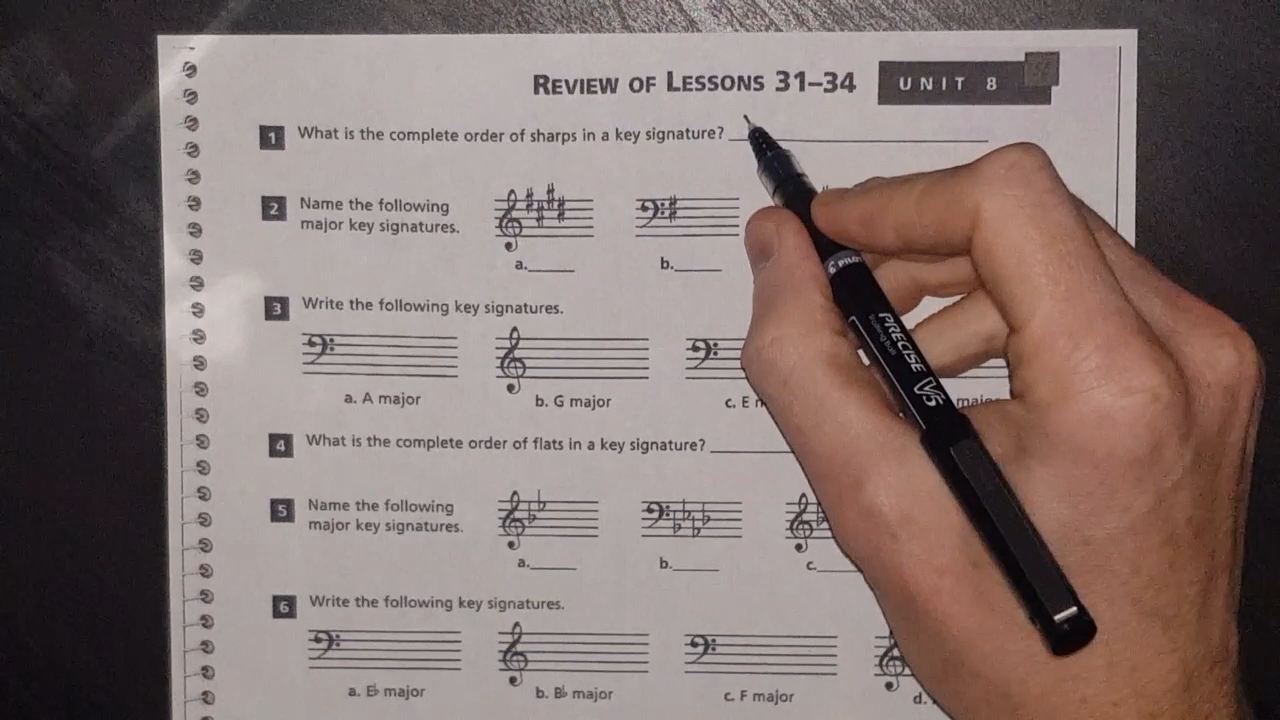 REVIEW OF LESSONS 31–34 UNIT 8
1 What is the complete order of sharps in a key signature?
2 Name the following
major key signatures.
a. b.
3 Write the following key signatures.
a. A major b. G major c. E
4 What is the complete order of flats in a key signature?
5 Name the following
major key signatures.
a. b. c.
6 Write the following key signatures.
a. E♭ major b. B♭ major c. F major d.
PILOT
PRECISE V5
Rolling Ball